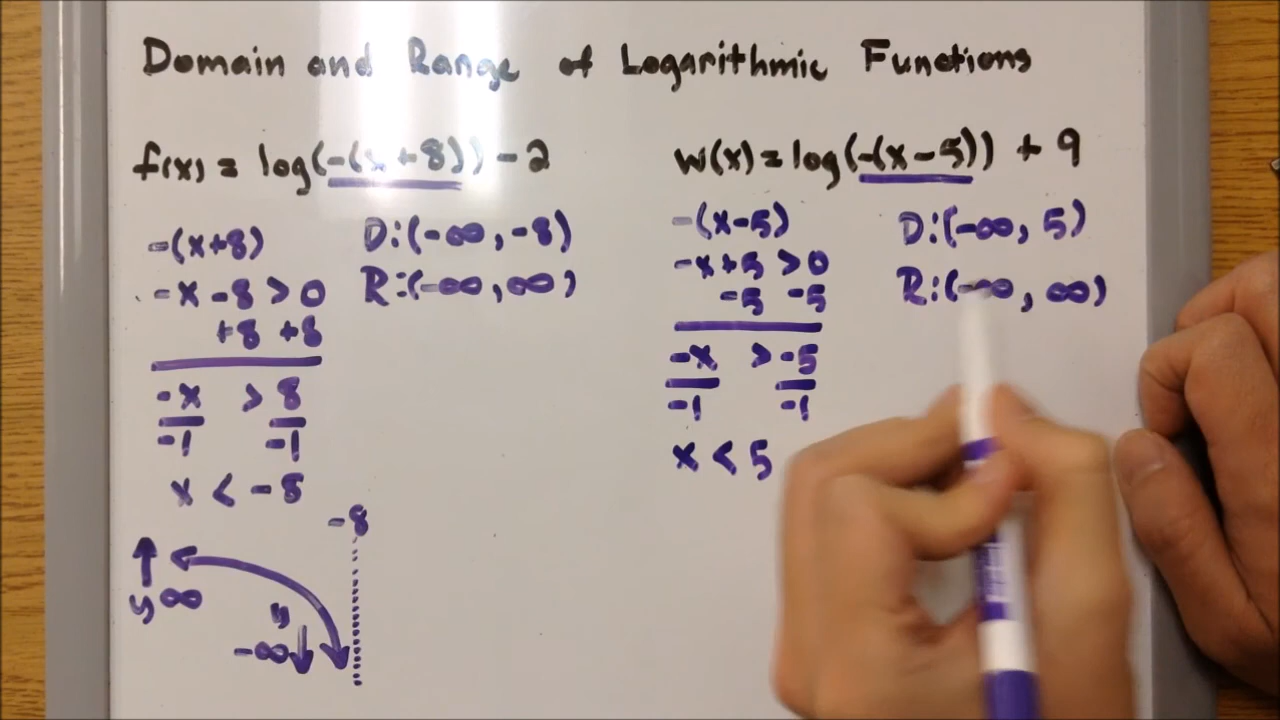 Domain and Range of Logarithmic Functions
f(x) = log(-(x+8)) - 2
-(x+8)
-x - 8 > 0
+8 +8
-x > 8
-1 -1
x < -8
D: (-∞, -8)
R: (-∞, ∞)
-8
y ∞
y
-∞
w(x) = log(-(x-5)) + 9
-(x-5)
-x+5 > 0
-5 -5
-x > -5
-1 -1
x < 5
D: (-∞, 5)
R: (-∞, ∞)